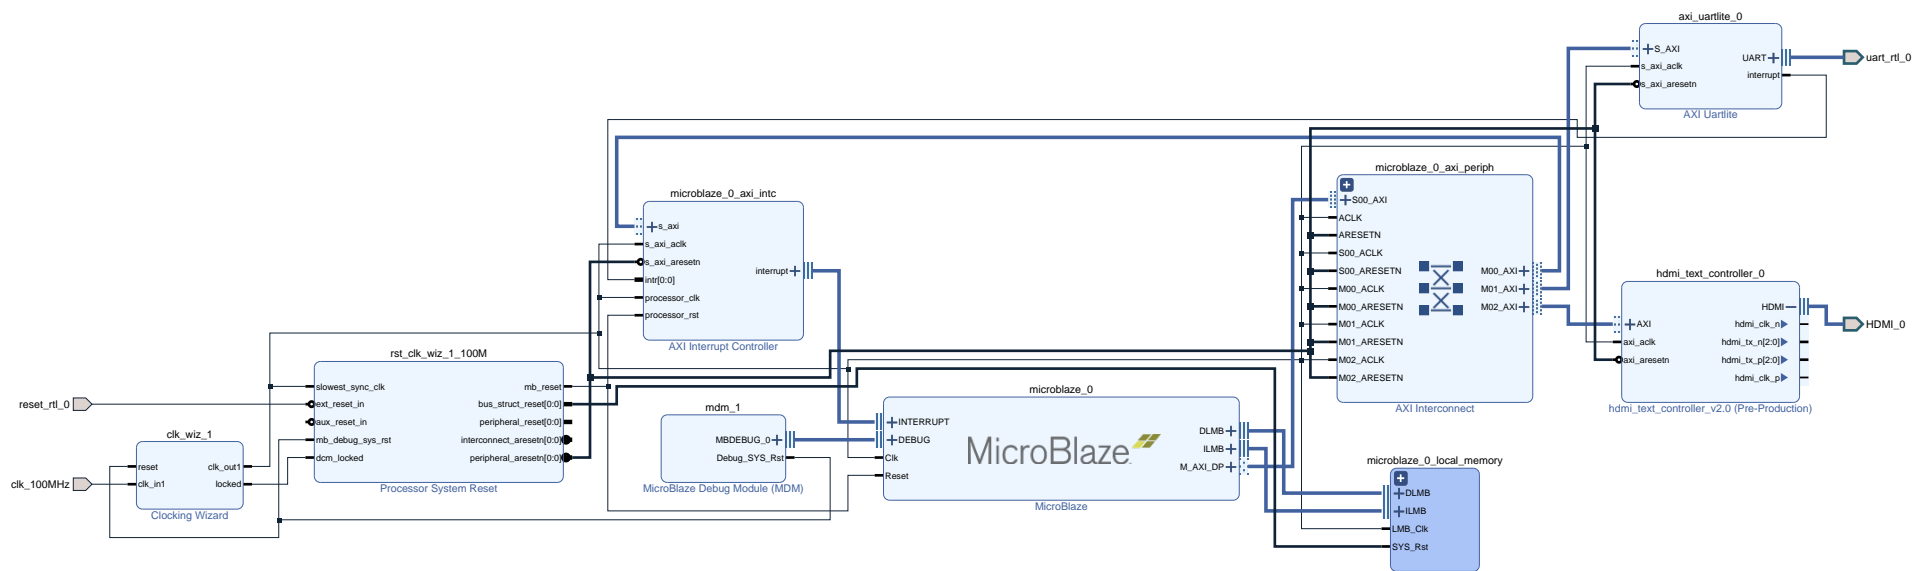 axi_uartlite_0
S_AXI
s_axi_aclk
s_axi_aresetn
UART
interrupt
AXI Uartlite
uart_rtl_0
microblaze_0_axi_periph
S00_AXI
ACLK
ARESETN
S00_ACLK
S00_ARESETN
M00_ACLK
M00_ARESETN
M01_ACLK
M01_ARESETN
M02_ACLK
M02_ARESETN
M00_AXI
M01_AXI
M02_AXI
AXI Interconnect
microblaze_0_axi_intc
s_axi
s_axi_aclk
s_axi_aresetn
intr[0:0]
processor_clk
processor_rst
interrupt
AXI Interrupt Controller
hdmi_text_controller_0
AXI
axi_aclk
axi_aresetn
HDMI
hdmi_clk_n
hdmi_tx_n[2:0]
hdmi_tx_p[2:0]
hdmi_clk_p
hdmi_text_controller_v2.0 (Pre-Production)
HDMI_0
rst_clk_wiz_1_100M
slowest_sync_clk
ext_reset_in
aux_reset_in
mb_debug_sys_rst
dcm_locked
mb_reset
bus_struct_reset[0:0]
peripheral_reset[0:0]
interconnect_aresetn[0:0]
peripheral_aresetn[0:0]
Processor System Reset
reset_rtl_0
clk_100MHz
clk_wiz_1
reset
clk_in1
clk_out1
locked
Clocking Wizard
mdm_1
MBDEBUG_0
Debug_SYS_Rst
MicroBlaze Debug Module (MDM)
microblaze_0
INTERRUPT
DEBUG
Clk
Reset
MicroBlaze
DLMB
ILMB
M_AXI_DP
MicroBlaze
microblaze_0_local_memory
DLMB
ILMB
LMB_Clk
SYS_Rst